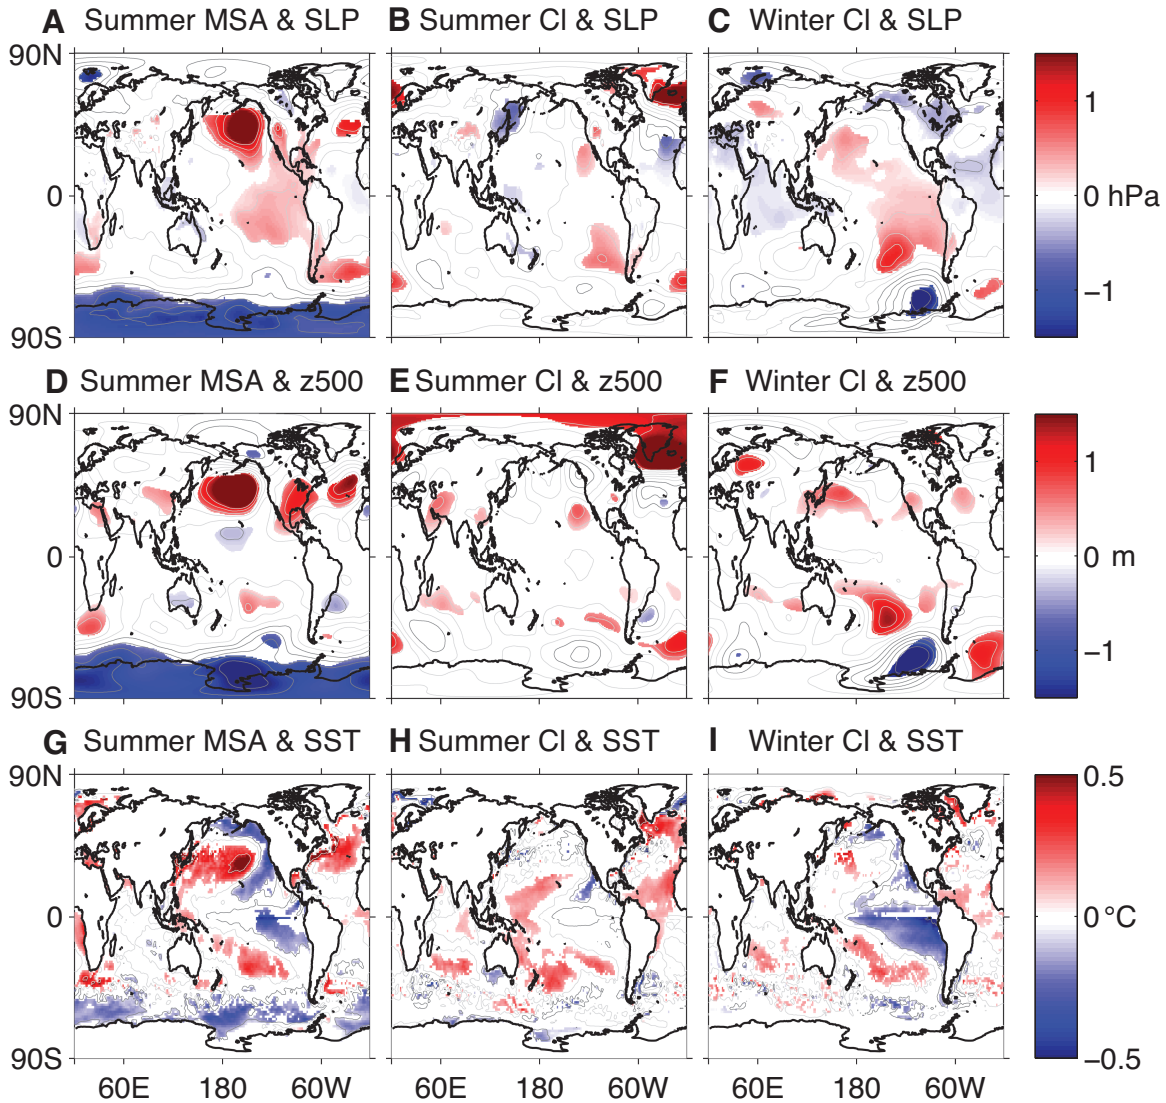 A Summer MSA & SLP
B Summer Cl & SLP
C Winter Cl & SLP
90N
0
90S
1
0 hPa
−1
D Summer MSA & z500
E Summer Cl & z500
F Winter Cl & z500
90N
0
90S
1
0 m
−1
G Summer MSA & SST
H Summer Cl & SST
I Winter Cl & SST
90N
0
90S
0.5
0 °C
−0.5
60E 180 60W
60E 180 60W
60E 180 60W